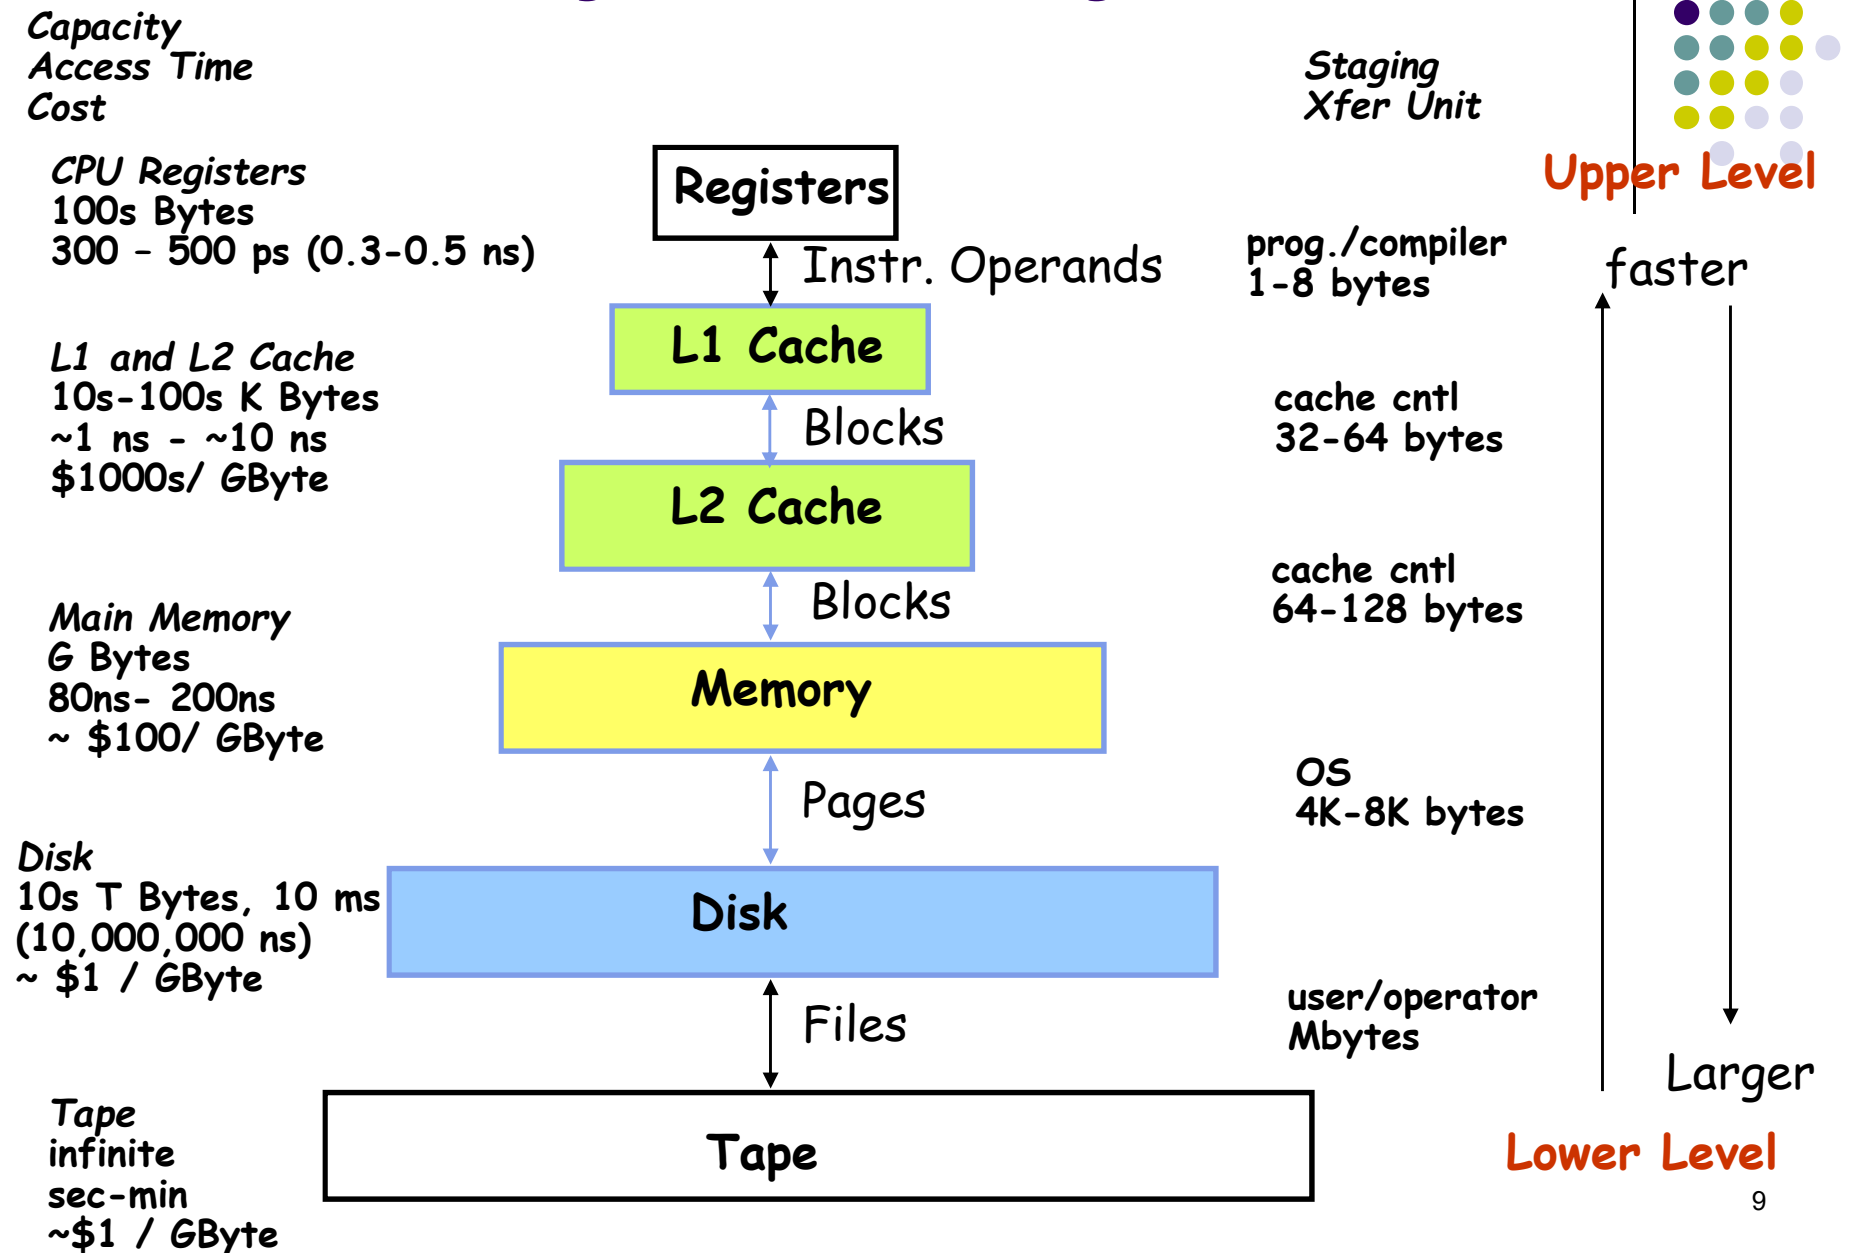 Capacity
Access Time
Cost
Staging
Xfer Unit
Upper Level
CPU Registers
100s Bytes
300 – 500 ps (0.3-0.5 ns)
Registers
Instr. Operands
prog./compiler
1-8 bytes
faster
L1 and L2 Cache
10s-100s K Bytes
~1 ns - ~10 ns
$1000s/ GByte
L1 Cache
Blocks
cache cntl
32-64 bytes
L2 Cache
Blocks
cache cntl
64-128 bytes
Main Memory
G Bytes
80ns- 200ns
~ $100/ GByte
Memory
Pages
OS
4K-8K bytes
Disk
10s T Bytes, 10 ms
(10,000,000 ns)
~ $1 / GByte
Disk
Files
user/operator
Mbytes
Larger
Tape
infinite
sec-min
~$1 / GByte
Tape
Lower Level
9